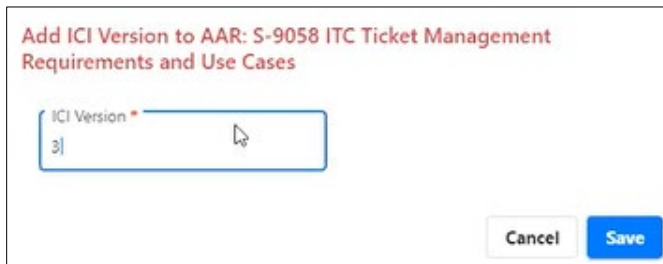 Add ICI Version to AAR: S-9058 ITC Ticket Management
Requirements and Use Cases
ICI Version *
3
Cancel
Save